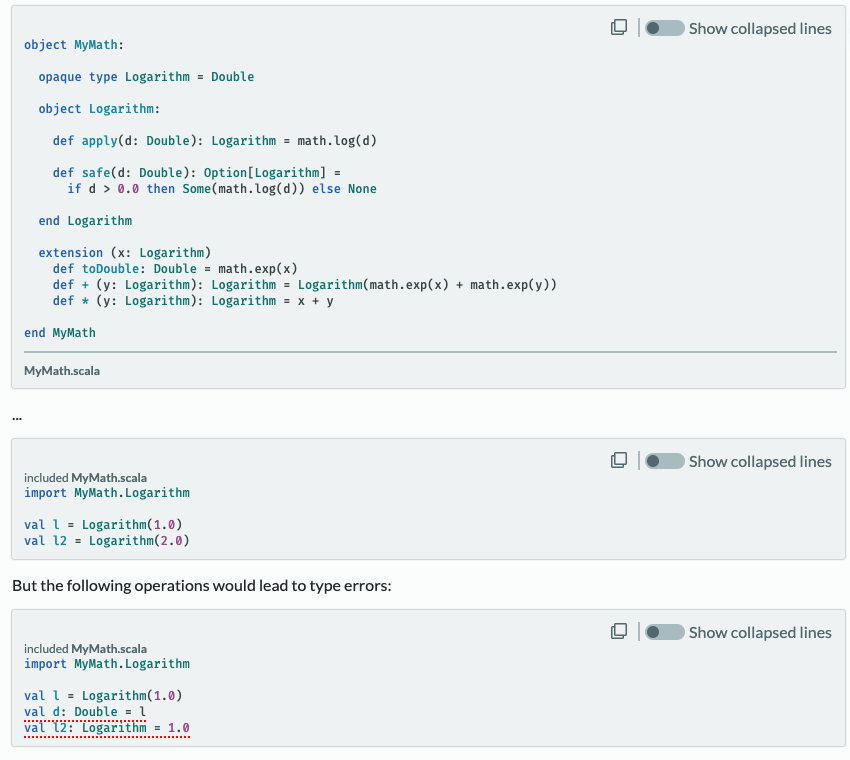 Show collapsed lines
object MyMath:
  opaque type Logarithm = Double
  object Logarithm:
    def apply(d: Double): Logarithm = math.log(d)
    def safe(d: Double): Option[Logarithm] =
      if d > 0.0 then Some(math.log(d)) else None
  end Logarithm
  extension (x: Logarithm)
    def toDouble: Double = math.exp(x)
    def + (y: Logarithm): Logarithm = Logarithm(math.exp(x) + math.exp(y))
    def * (y: Logarithm): Logarithm = x + y
end MyMath
MyMath.scala
...
Show collapsed lines
included MyMath.scala
import MyMath.Logarithm
val l = Logarithm(1.0)
val l2 = Logarithm(2.0)
But the following operations would lead to type errors:
Show collapsed lines
included MyMath.scala
import MyMath.Logarithm
val l = Logarithm(1.0)
val d: Double = l
val l2: Logarithm = 1.0